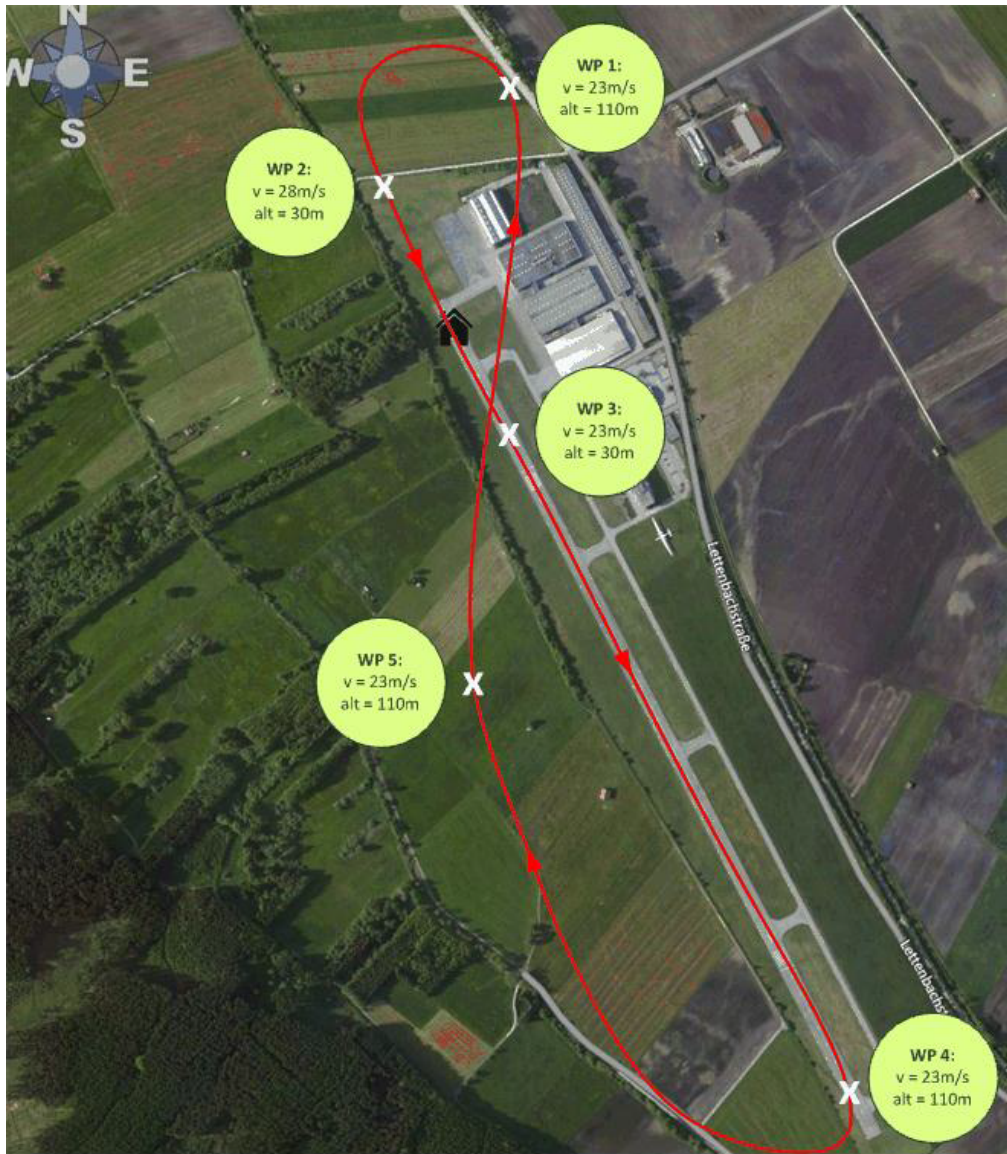 N
W
E
S
WP 1:
v = 23m/s
alt = 110m
WP 2:
v = 28m/s
alt = 30m
WP 3:
v = 23m/s
alt = 30m
Lettenbachstraße
WP 5:
v = 23m/s
alt = 110m
Lettenbachst
WP 4:
v = 23m/s
alt = 110m
X
X
X
X
X